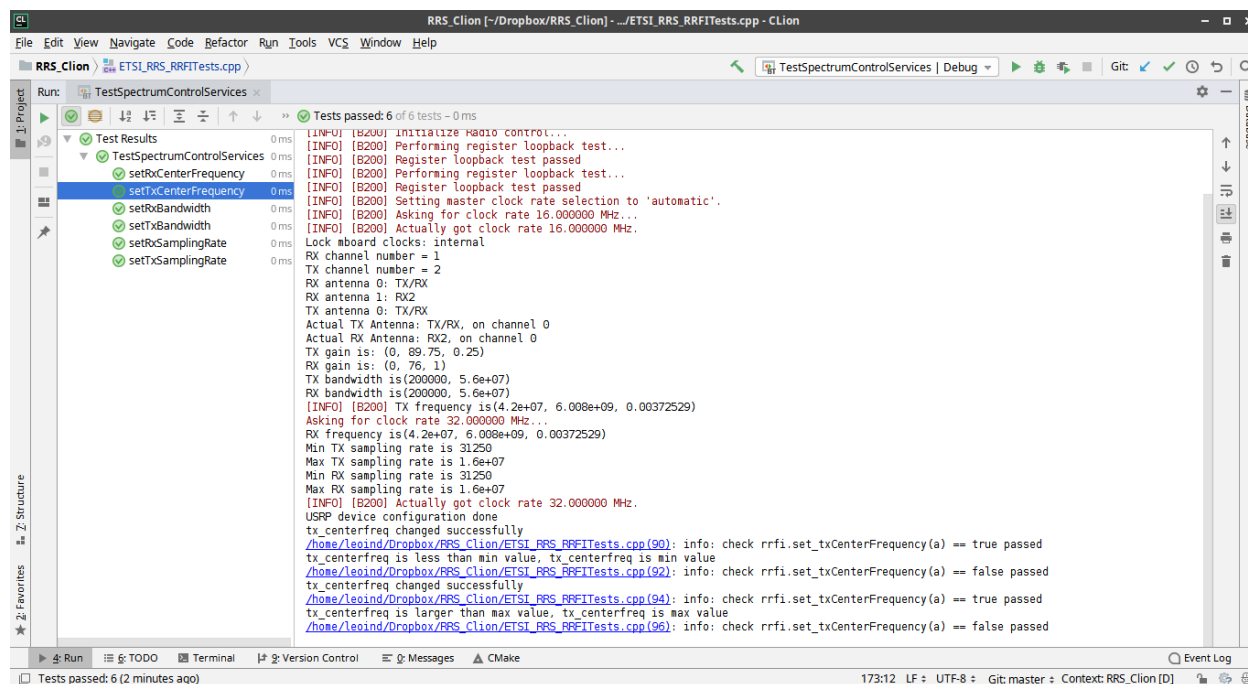 RRS_Clion [~/Dropbox/RRS_Clion] - .../ETSI_RRS_RRFITests.cpp - CLion
File Edit View Navigate Code Refactor Run Tools VCS Window Help
RRS_Clion ETSI_RRS_RRFITests.cpp TestSpectrumControlServices | Debug Git:
1: Project
Run: TestSpectrumControlServices
Tests passed: 6 of 6 tests – 0 ms
Test Results 0 ms
TestSpectrumControlServices 0 ms
setRxCenterFrequency 0 ms
setTxCenterFrequency 0 ms
setRxBandwidth 0 ms
setTxBandwidth 0 ms
setRxSamplingRate 0 ms
setTxSamplingRate 0 ms
[INFO] [B200] Initialize Radio control...
[INFO] [B200] Performing register loopback test...
[INFO] [B200] Register loopback test passed
[INFO] [B200] Performing register loopback test...
[INFO] [B200] Register loopback test passed
[INFO] [B200] Setting master clock rate selection to 'automatic'.
[INFO] [B200] Asking for clock rate 16.000000 MHz...
[INFO] [B200] Actually got clock rate 16.000000 MHz.
Lock mboard clocks: internal
RX channel number = 1
TX channel number = 2
RX antenna 0: TX/RX
RX antenna 1: RX2
TX antenna 0: TX/RX
Actual TX Antenna: TX/RX, on channel 0
Actual RX Antenna: RX2, on channel 0
TX gain is: (0, 89.75, 0.25)
RX gain is: (0, 76, 1)
TX bandwidth is(200000, 5.6e+07)
RX bandwidth is(200000, 5.6e+07)
[INFO] [B200] TX frequency is(4.2e+07, 6.008e+09, 0.00372529)
Asking for clock rate 32.000000 MHz...
RX frequency is(4.2e+07, 6.008e+09, 0.00372529)
Min TX sampling rate is 31250
Max TX sampling rate is 1.6e+07
Min RX sampling rate is 31250
Max RX sampling rate is 1.6e+07
[INFO] [B200] Actually got clock rate 32.000000 MHz.
USRP device configuration done
tx_centerfreq changed successfully
/home/leoind/Dropbox/RRS_Clion/ETSI_RRS_RRFITests.cpp(90): info: check rrfi.set_txCenterFrequency(a) == true passed
tx_centerfreq is less than min value, tx_centerfreq is min value
/home/leoind/Dropbox/RRS_Clion/ETSI_RRS_RRFITests.cpp(92): info: check rrfi.set_txCenterFrequency(a) == false passed
tx_centerfreq changed successfully
/home/leoind/Dropbox/RRS_Clion/ETSI_RRS_RRFITests.cpp(94): info: check rrfi.set_txCenterFrequency(a) == true passed
tx_centerfreq is larger than max value, tx_centerfreq is max value
/home/leoind/Dropbox/RRS_Clion/ETSI_RRS_RRFITests.cpp(96): info: check rrfi.set_txCenterFrequency(a) == false passed
Z: Structure
2: Favorites
4: Run 6: TODO Terminal 9: Version Control 0: Messages CMake Event Log
Tests passed: 6 (2 minutes ago) 173:12 LF UTF-8 Git: master Context: RRS_Clion [D]